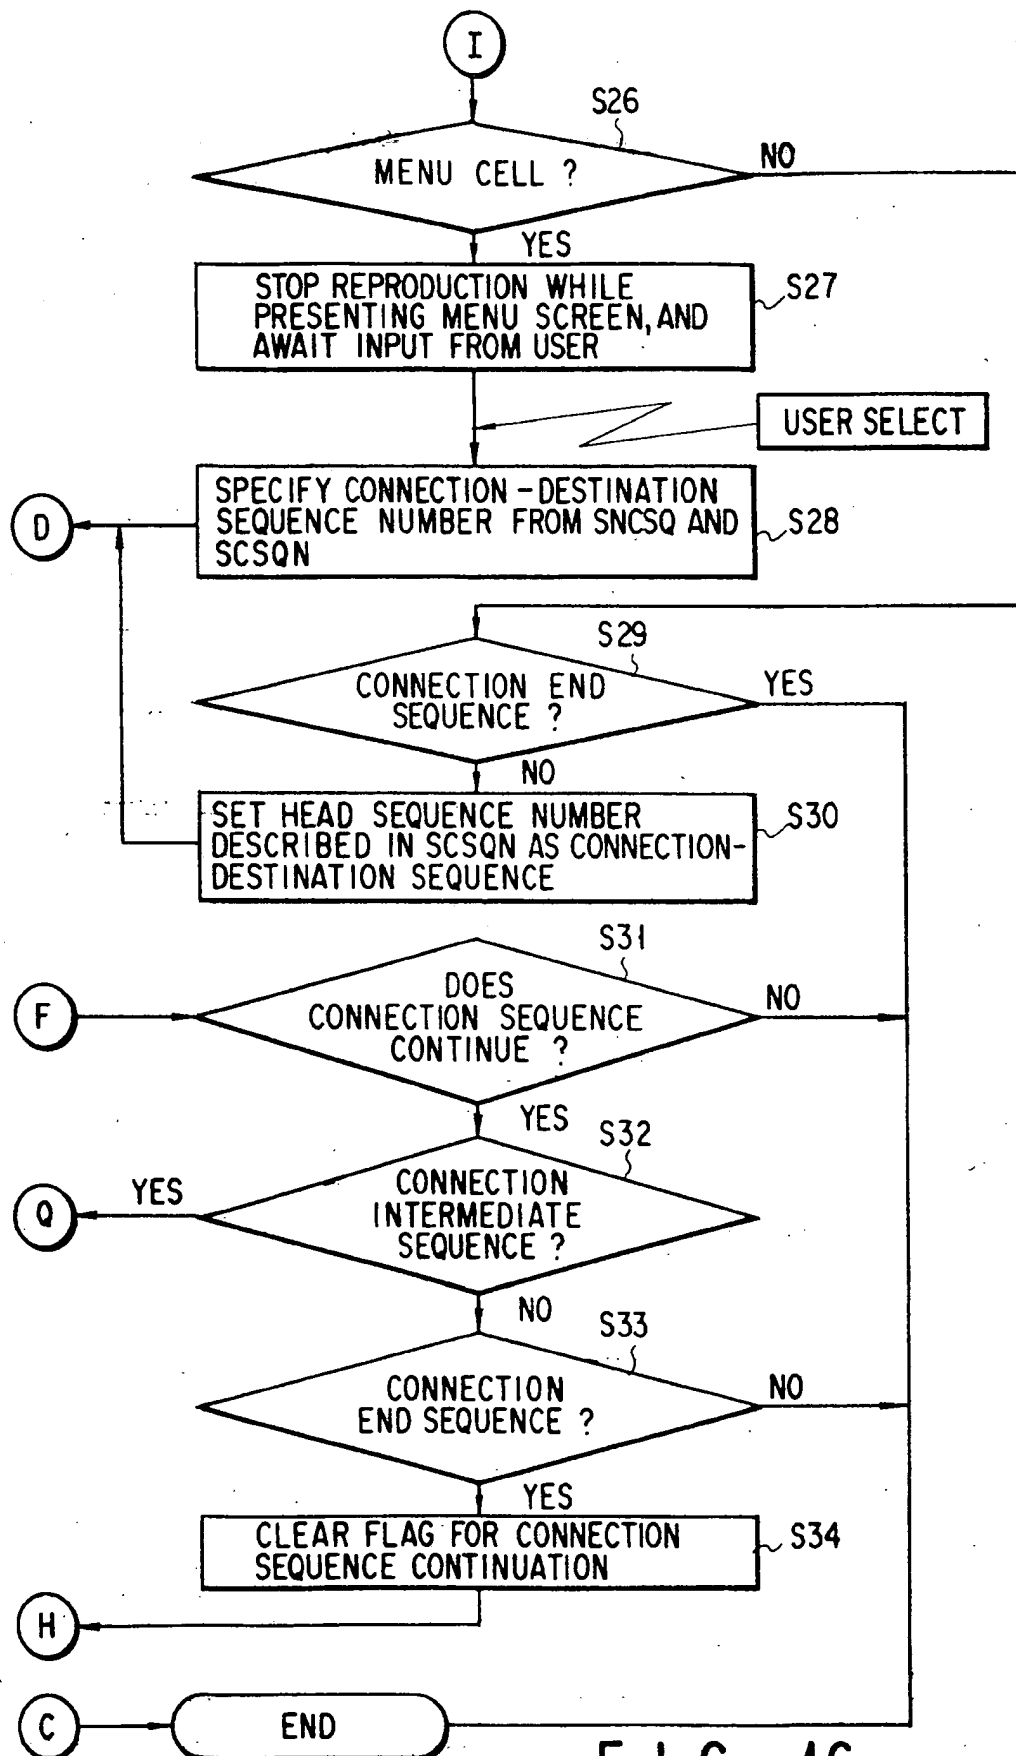 I
S26
MENU CELL ?
NO
YES
STOP REPRODUCTION WHILE
PRESENTING MENU SCREEN, AND
AWAIT INPUT FROM USER
S27
USER SELECT
SPECIFY CONNECTION-DESTINATION
SEQUENCE NUMBER FROM SNCSQ AND
SCSQN
S28
D
S29
CONNECTION END
SEQUENCE ?
YES
NO
SET HEAD SEQUENCE NUMBER
DESCRIBED IN SCSQN AS CONNECTION-
DESTINATION SEQUENCE
S30
S31
DOES
CONNECTION SEQUENCE
CONTINUE ?
F
NO
YES
S32
CONNECTION
INTERMEDIATE
SEQUENCE ?
YES
Q
NO
S33
CONNECTION
END SEQUENCE ?
NO
YES
CLEAR FLAG FOR CONNECTION
SEQUENCE CONTINUATION
S34
H
C
END